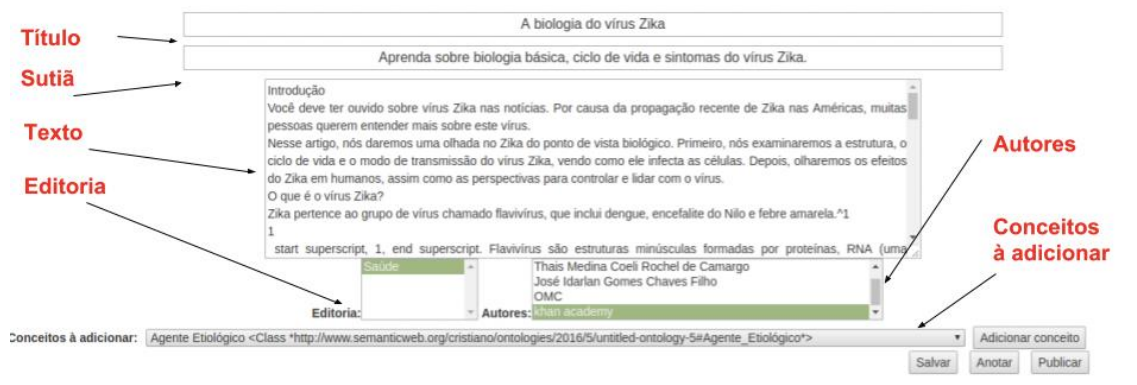 A biologia do vírus Zika
Título
Aprenda sobre biologia básica, ciclo de vida e sintomas do vírus Zika.
Sutiã
Introdução
Você deve ter ouvido sobre vírus Zika nas notícias. Por causa da propagação recente de Zika nas Américas, muitas
pessoas querem entender mais sobre este vírus.
Texto
Nesse artigo, nós daremos uma olhada no Zika do ponto de vista biológico. Primeiro, nós examinaremos a estrutura, o
ciclo de vida e o modo de transmissão do vírus Zika, vendo como ele infecta as células. Depois, olharemos os efeitos
do Zika em humanos, assim como as perspectivas para controlar e lidar com o vírus.
Autores
Editoria
O que é o vírus Zika?
Zika pertence ao grupo de vírus chamado flavivírus, que inclui dengue, encefalite do Nilo e febre amarela.^1
1
start superscript, 1, end superscript. Flavivírus são estruturas minúsculas formadas por proteínas, RNA (uma
Conceitos
à adicionar
Saúde
Thais Medina Coeli Rochel de Camargo
José Idarlan Gomes Chaves Filho
OMC
Editoria: Autores: khan academy
Conceitos à adicionar: Agente Etiológico <Class *http://www.semanticweb.org/cristiano/ontologies/2016/5/untitled-ontology-5#Agente_Etiológico*> Adicionar conceito
Salvar Anotar Publicar